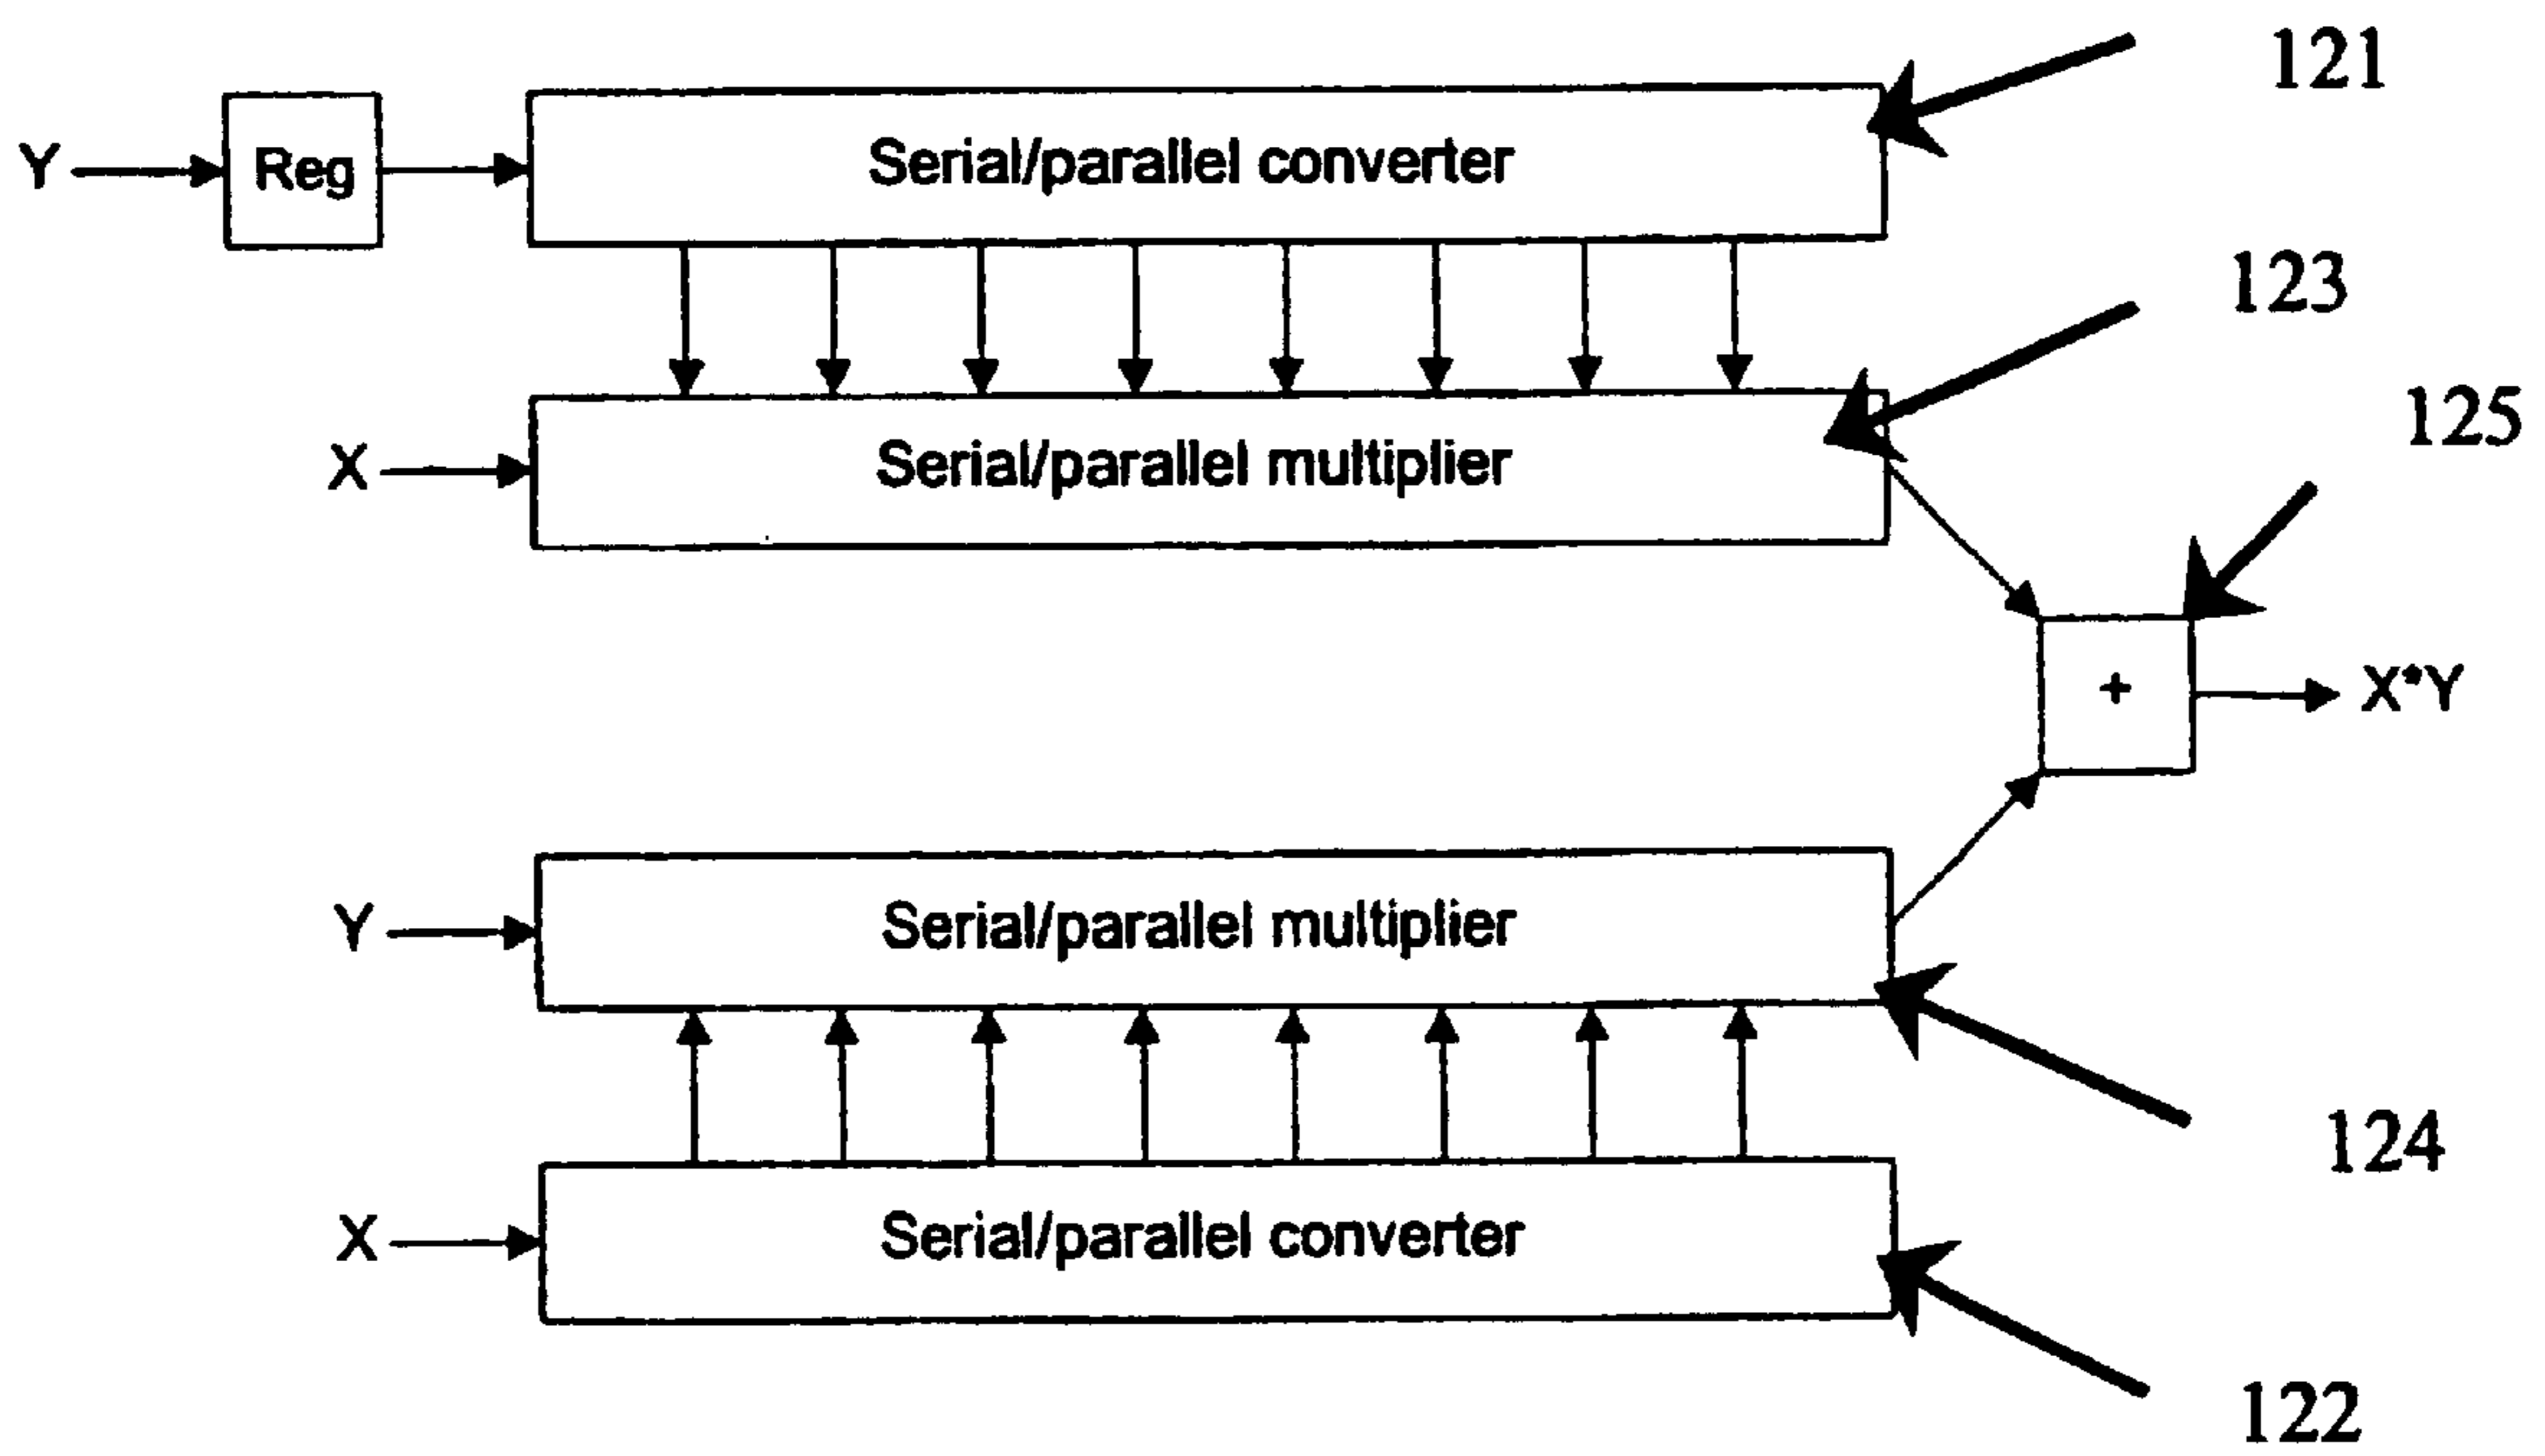 121
Y
Reg
Serial/parallel converter
123
X
Serial/parallel multiplier
125
+
X*Y
Y
Serial/parallel multiplier
124
X
Serial/parallel converter
122